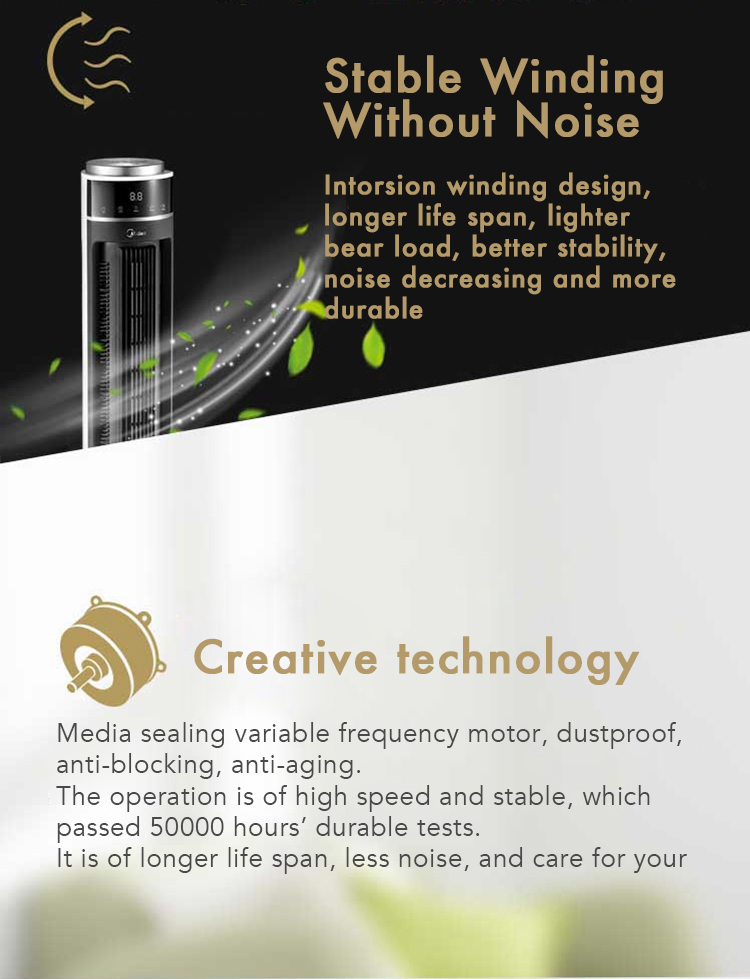 Stable Winding
Without Noise
Intorsion winding design,
longer life span, lighter
bear load, better stability,
noise decreasing and more
durable
8.8
Creative technology
Media sealing variable frequency motor, dustproof,
anti-blocking, anti-aging.
The operation is of high speed and stable, which
passed 50000 hours’ durable tests.
It is of longer life span, less noise, and care for your